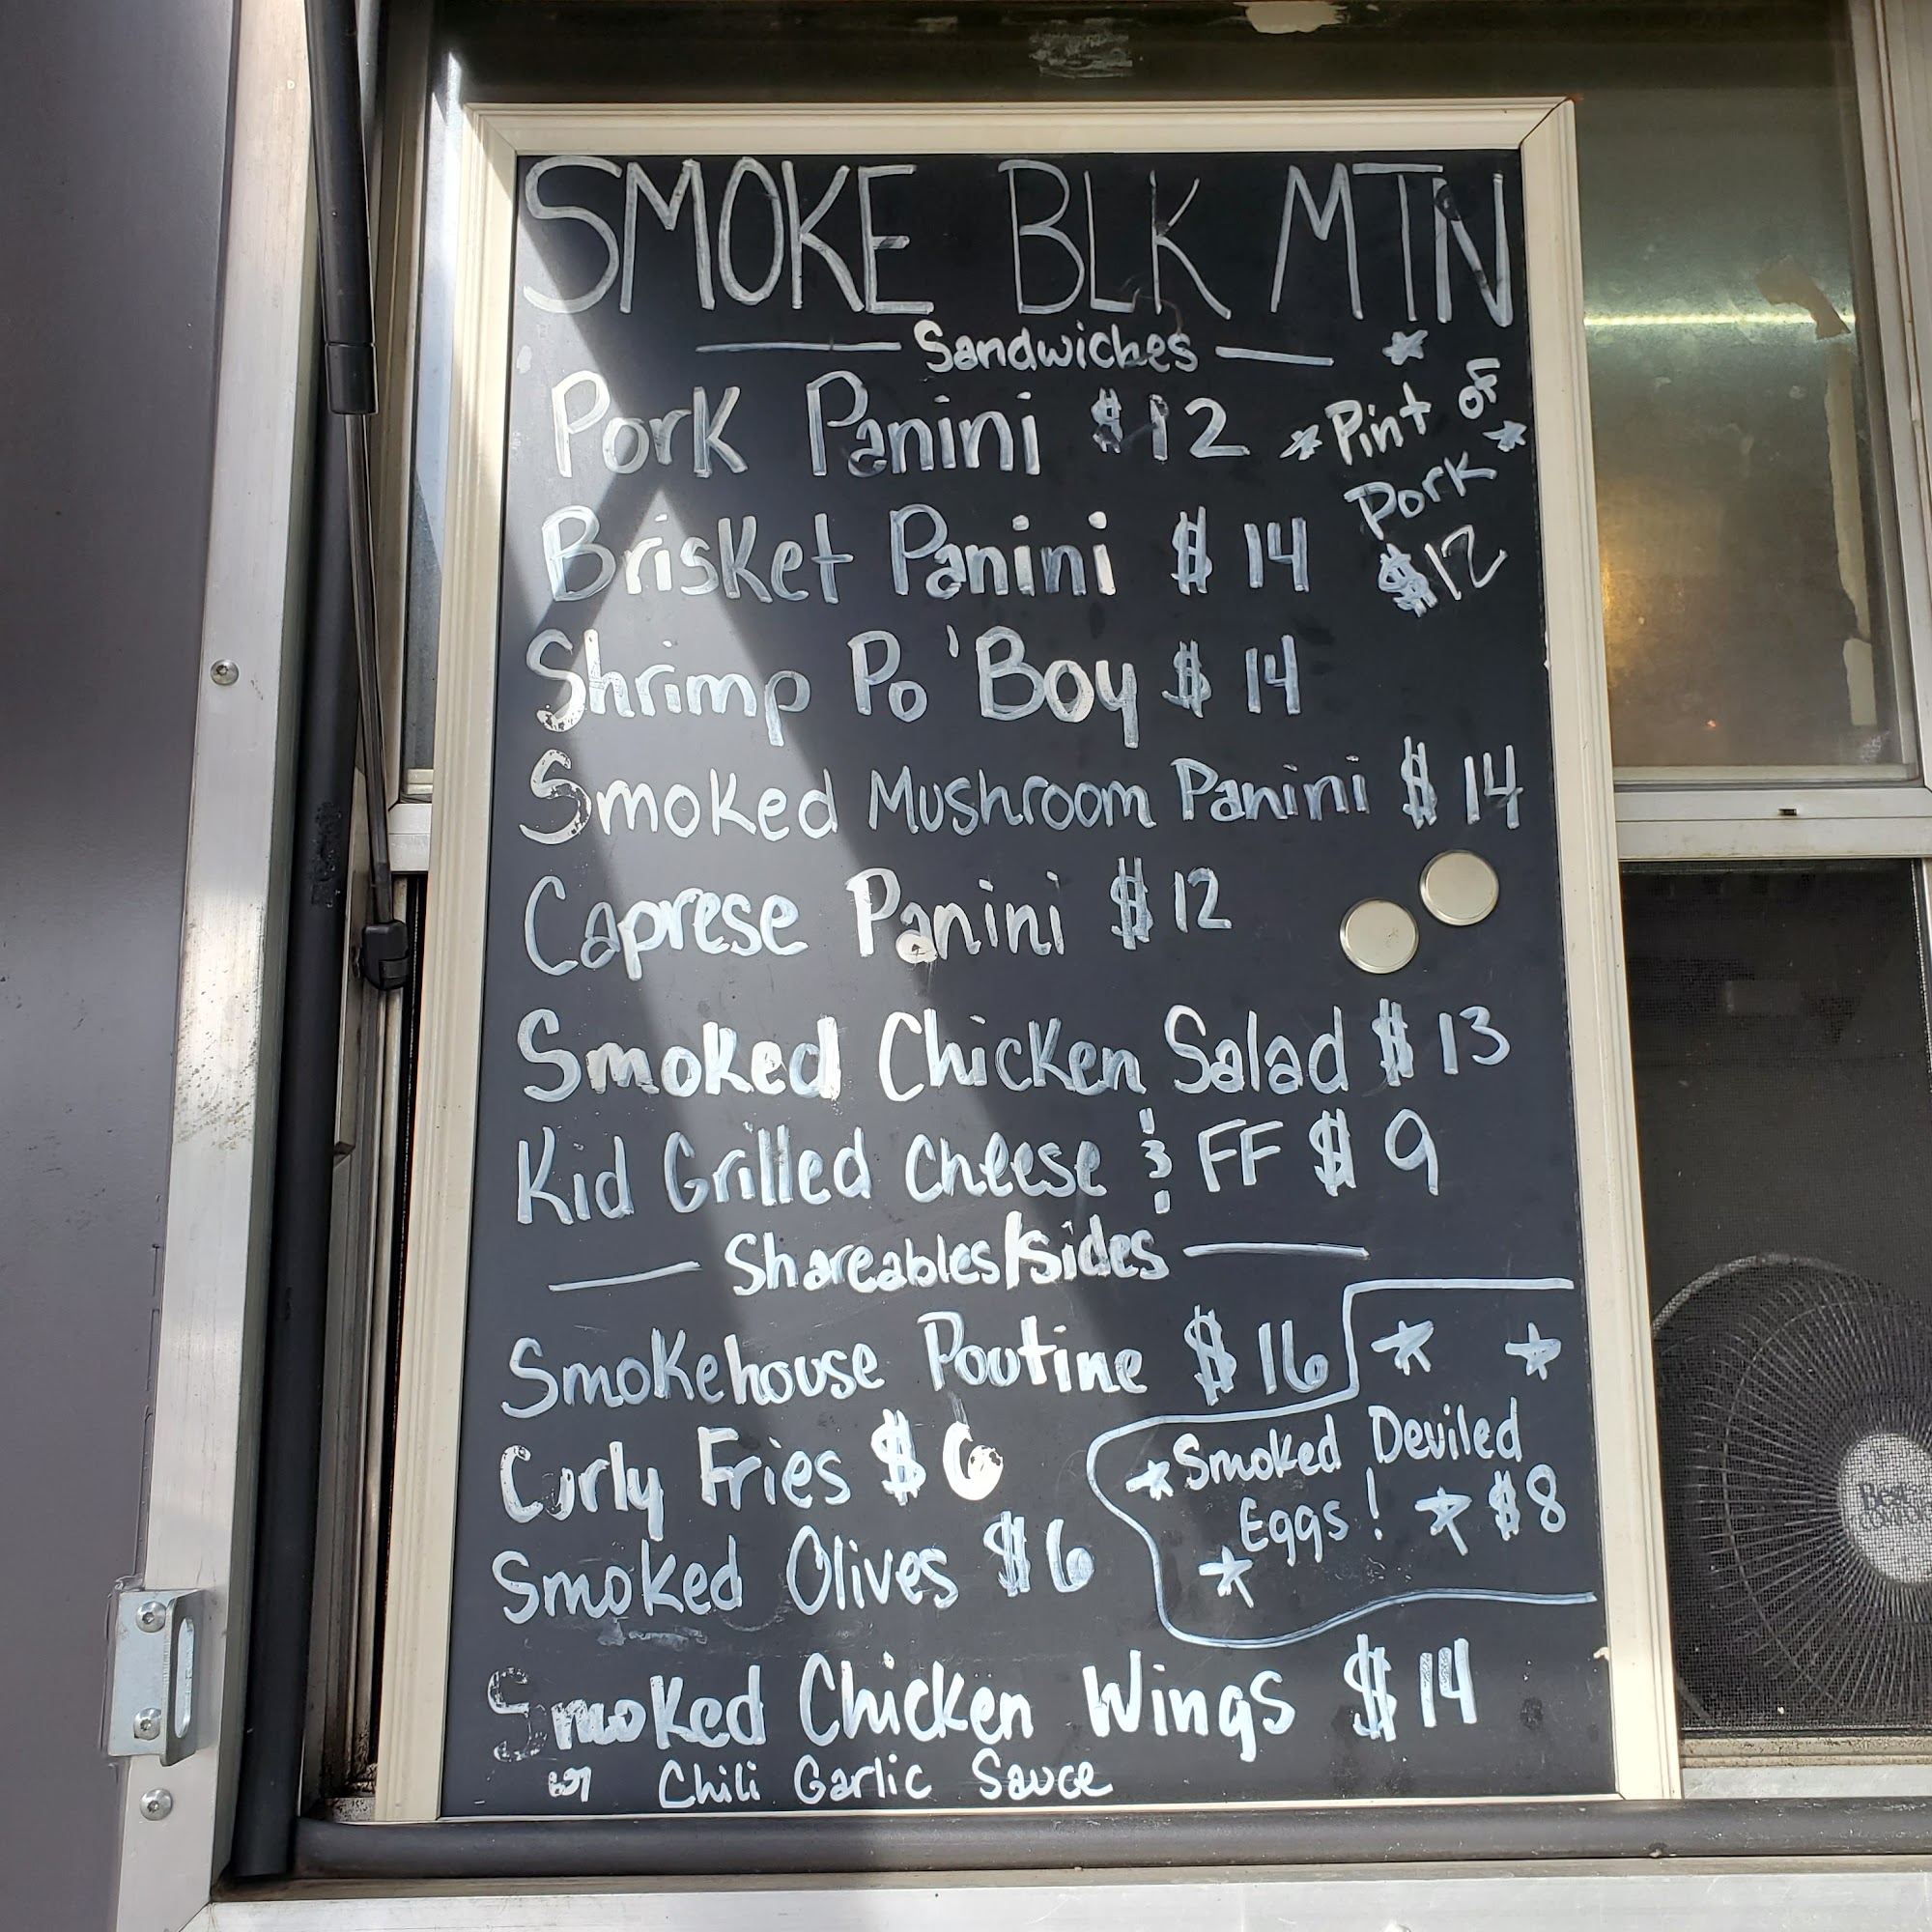 SMOKE BLK MTN
Sandwiches
Pork Panini $12
Pint of
Pork
$12
Brisket Panini $14
Shrimp Po'Boy $14
Smoked Mushroom Panini $14
Caprese Panini $12
Smoked Chicken Salad $13
Kid Grilled Cheese & FF $9
Shareables/Sides
Smokehouse Poutine $16
Curly Fries $6
Smoked Olives $6
Smoked Deviled
Eggs! $8
Smoked Chicken Wings $14
Chili Garlic Sauce
Best